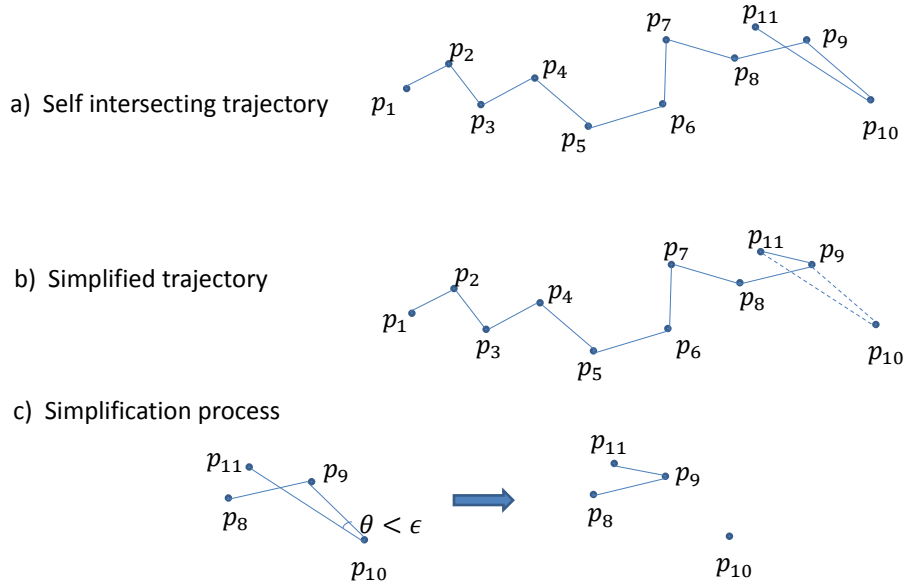 a) Self intersecting trajectory
p₁
p₂
p₃
p₄
p₅
p₆
p₇
p₈
p₉
p₁₀
p₁₁
b) Simplified trajectory
p₁
p₂
p₃
p₄
p₅
p₆
p₇
p₈
p₉
p₁₀
p₁₁
c) Simplification process
p₁₁
p₉
p₈
θ < ϵ
p₁₀
p₁₁
p₉
p₈
p₁₀